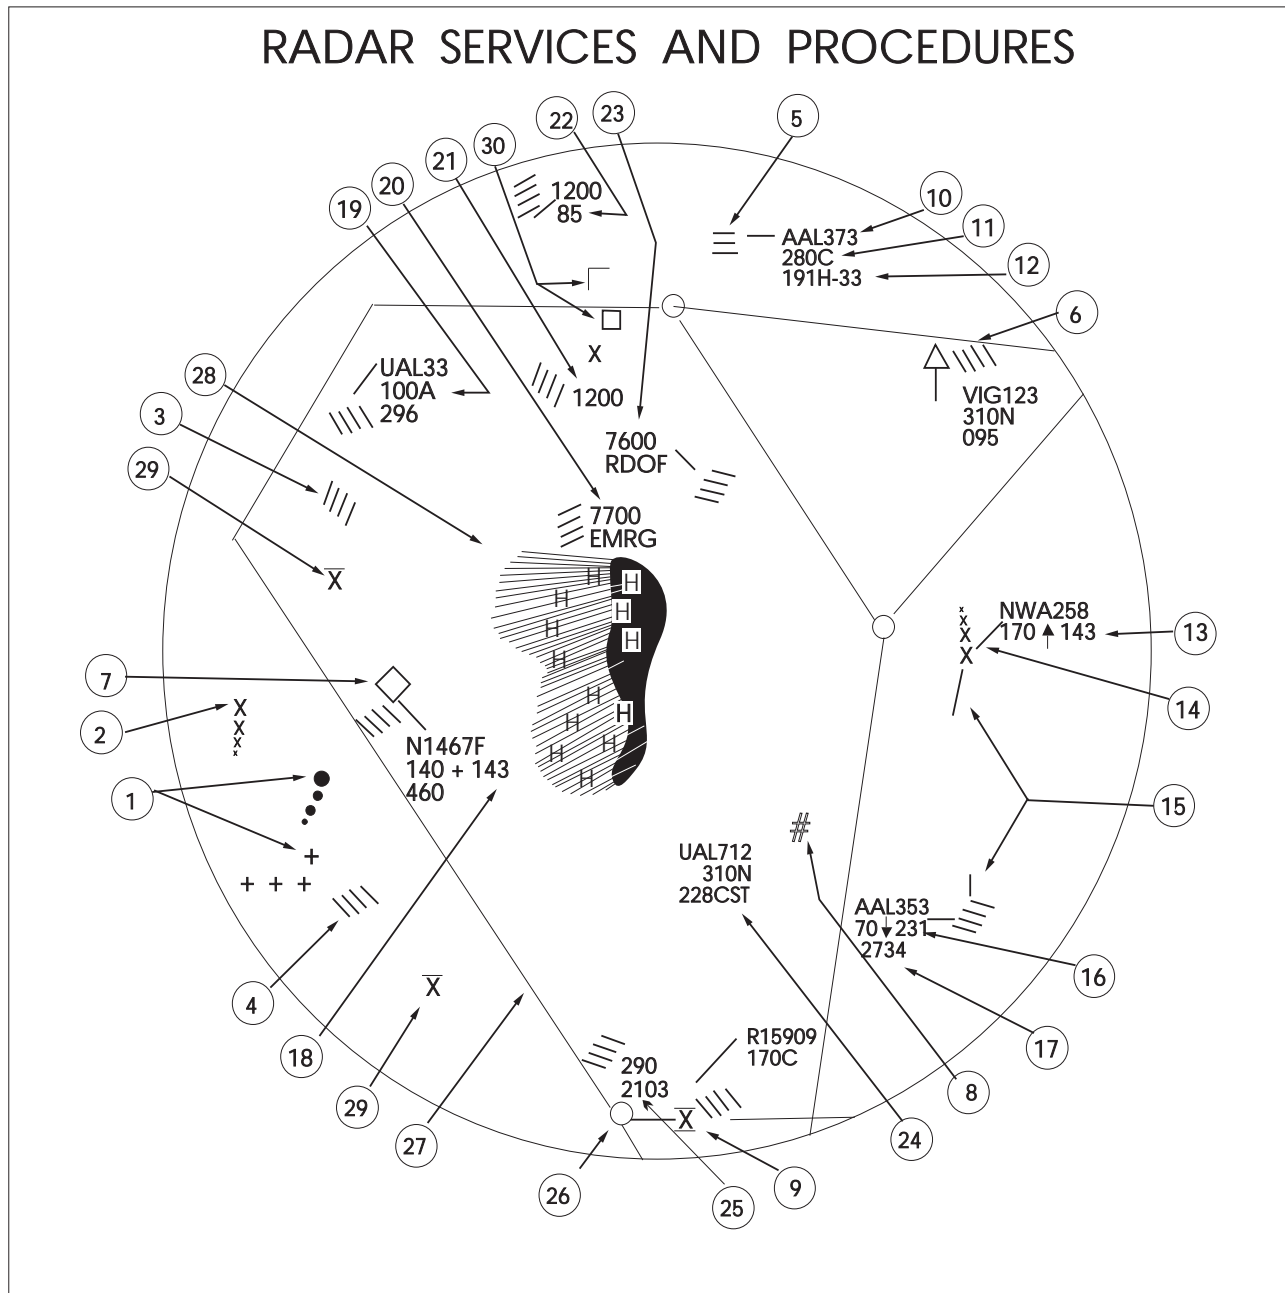 RADAR SERVICES AND PROCEDURES
22
23
5
30
21
20
19
1200
85
10
11
12
AAL373
280C
191H-33
6
X
28
UAL33
100A
296
1200
VIG123
310N
095
3
29
7600
RDOF
7700
EMRG
X
H
H
H
H
H
H
H
H
H
H
H
H
H
X
X
X
X
NWA258
170 143
13
7
2
X
X
X
X
14
N1467F
140 + 143
460
1
15
+
+ + +
#
UAL712
310N
228CST
AAL353
70 231
2734
16
4
X
18
29
27
290
2103
R15909
170C
17
8
X
24
26
9
25